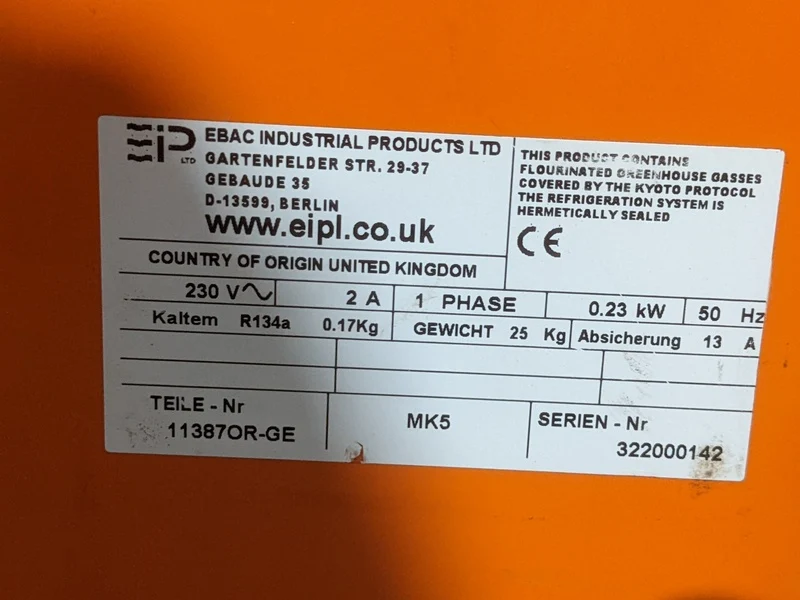 EIP LTD
EBAC INDUSTRIAL PRODUCTS LTD
GARTENFELDER STR. 29-37
GEBAUDE 35
D-13599, BERLIN
www.eipl.co.uk
COUNTRY OF ORIGIN UNITED KINGDOM
THIS PRODUCT CONTAINS
FLOURINATED GREENHOUSE GASSES
COVERED BY THE KYOTO PROTOCOL
THE REFRIGERATION SYSTEM IS
HERMETICALLY SEALED
CE
230 V~ 2 A 1 PHASE 0.23 kW 50 Hz
Kaltem R134a 0.17Kg GEWICHT 25 Kg Absicherung 13 A
TEILE - Nr
11387OR-GE
MK5
SERIEN - Nr
322000142